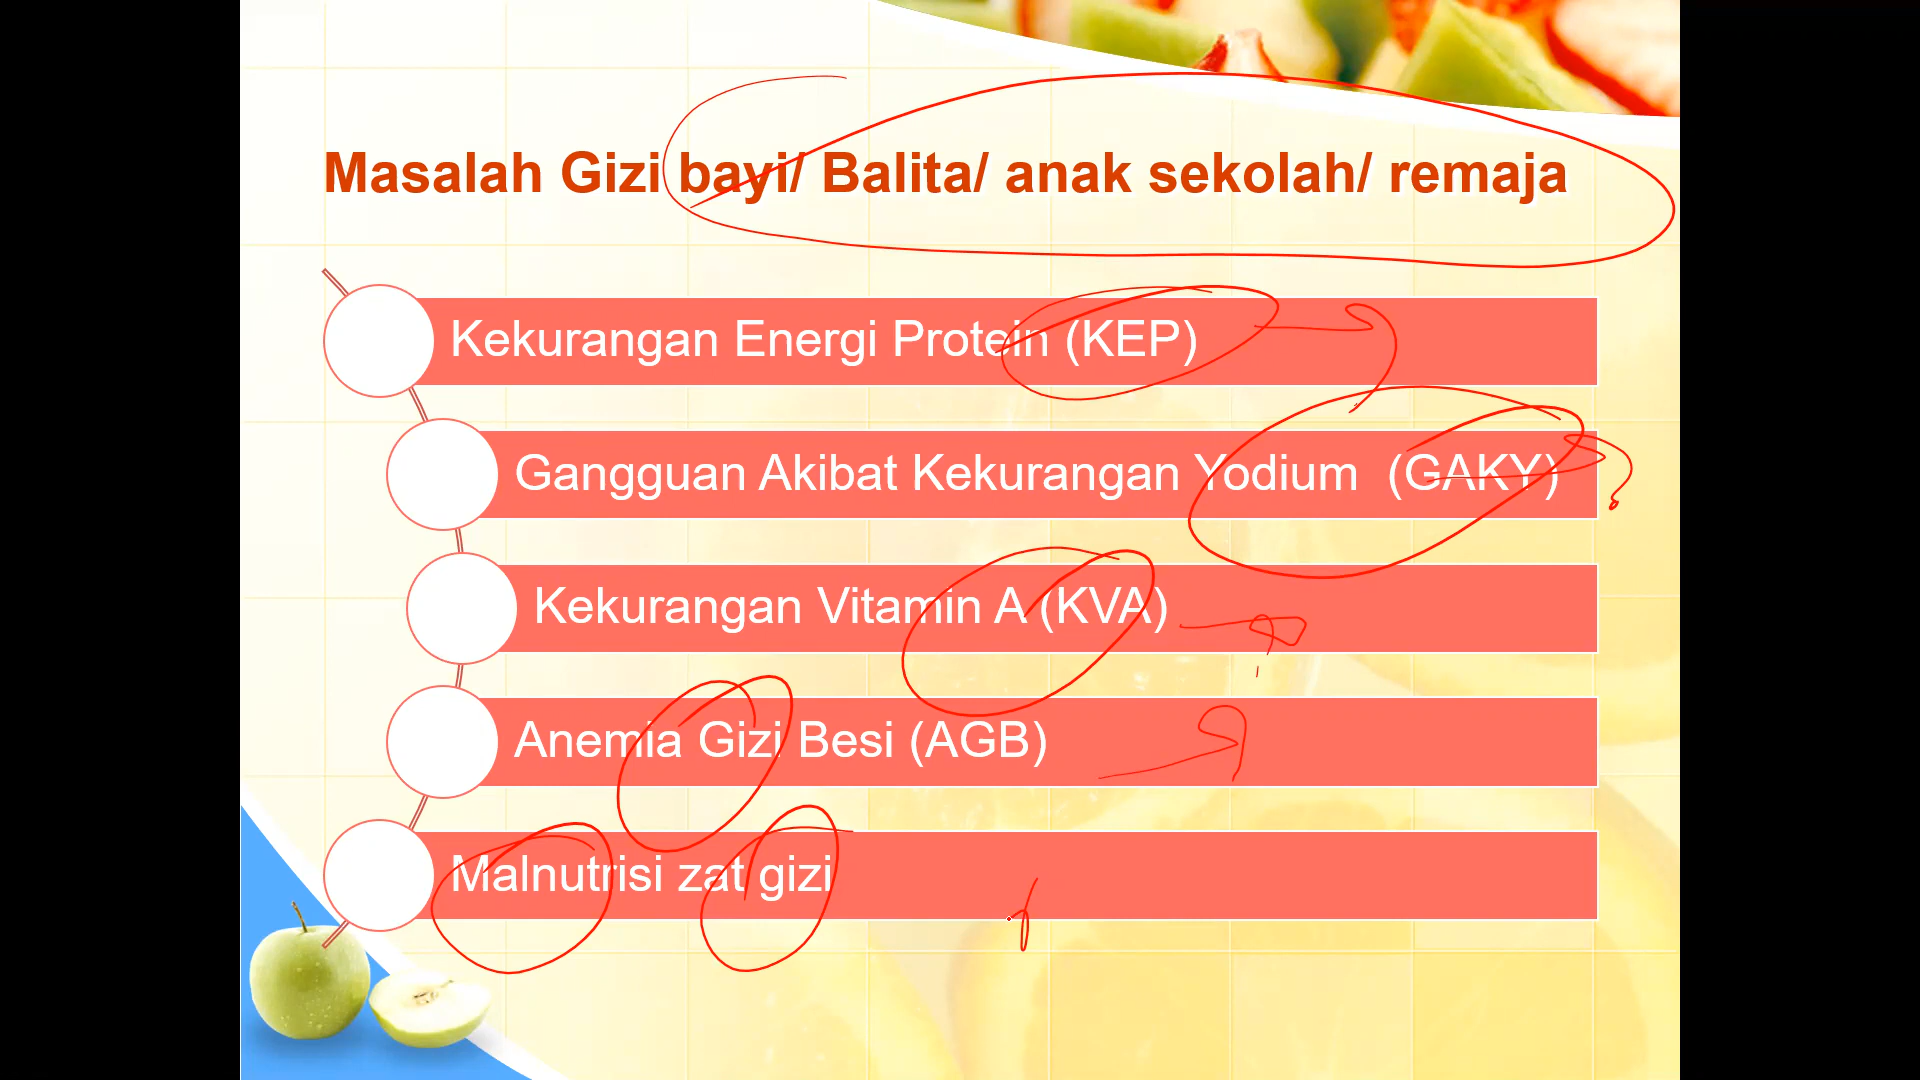 Masalah Gizi bayi/ Balita/ anak sekolah/ remaja
Kekurangan Energi Protein (KEP)
Gangguan Akibat Kekurangan Yodium (GAKY)
Kekurangan Vitamin A (KVA)
Anemia Gizi Besi (AGB)
Malnutrisi zat gizi